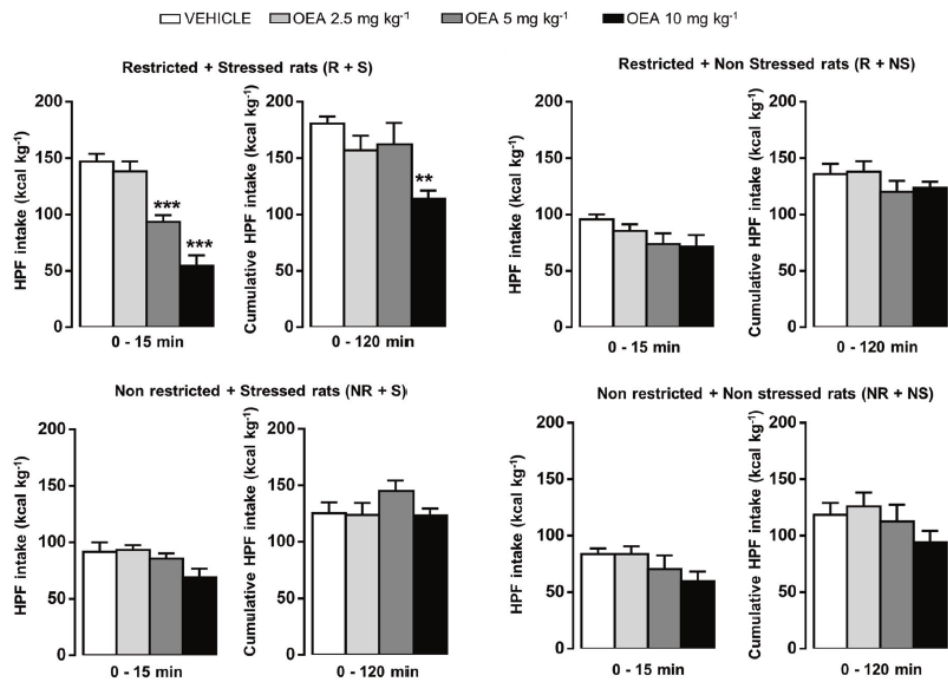 VEHICLE OEA 2.5 mg kg⁻¹ OEA 5 mg kg⁻¹ OEA 10 mg kg⁻¹
Restricted + Stressed rats (R + S)
HPF intake (kcal kg⁻¹)
200
150
100
50
0
***
***
0 - 15 min
Cumulative HPF intake (kcal kg⁻¹)
200
150
100
50
0
**
0 - 120 min
Restricted + Non Stressed rats (R + NS)
HPF intake (kcal kg⁻¹)
200
150
100
50
0
0 - 15 min
Cumulative HPF intake (kcal kg⁻¹)
200
150
100
50
0
0 - 120 min
Non restricted + Stressed rats (NR + S)
HPF intake (kcal kg⁻¹)
200
150
100
50
0
0 - 15 min
Cumulative HPF intake (kcal kg⁻¹)
200
150
100
50
0
0 - 120 min
Non restricted + Non stressed rats (NR + NS)
HPF intake (kcal kg⁻¹)
200
150
100
50
0
0 - 15 min
Cumulative HPF intake (kcal kg⁻¹)
200
150
100
50
0
0 - 120 min